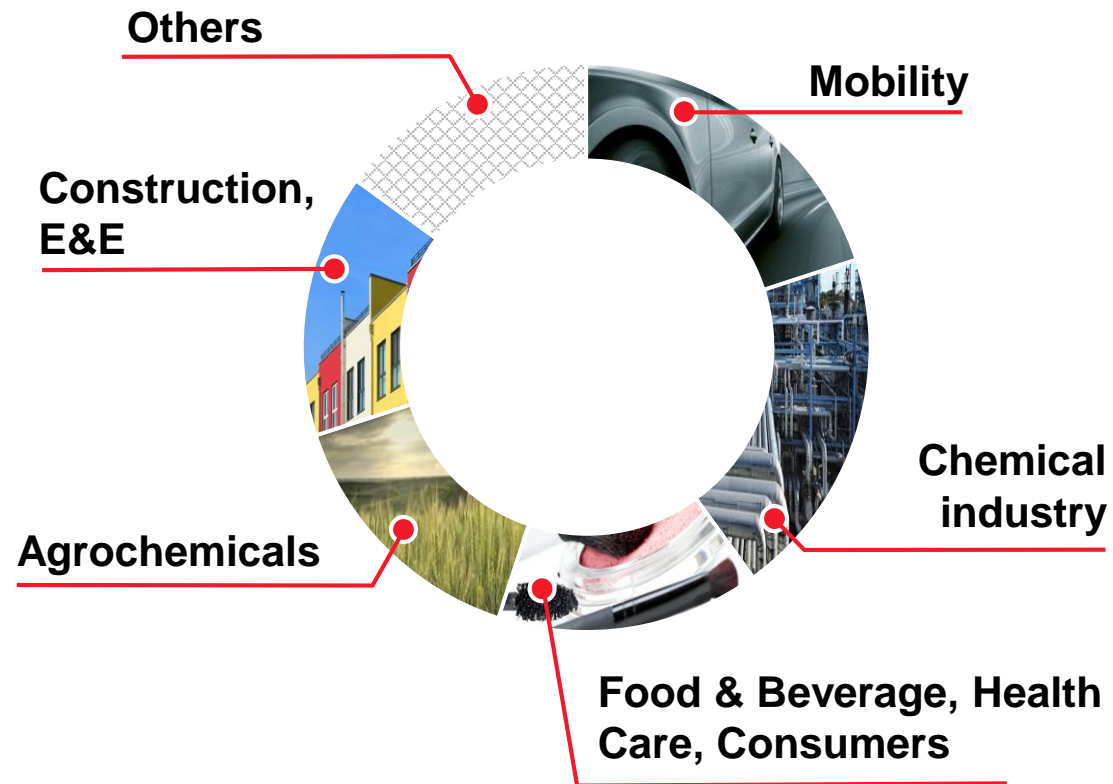 Others
Mobility
Construction,
E&E
Chemical
industry
Agrochemicals
Food & Beverage, Health
Care, Consumers